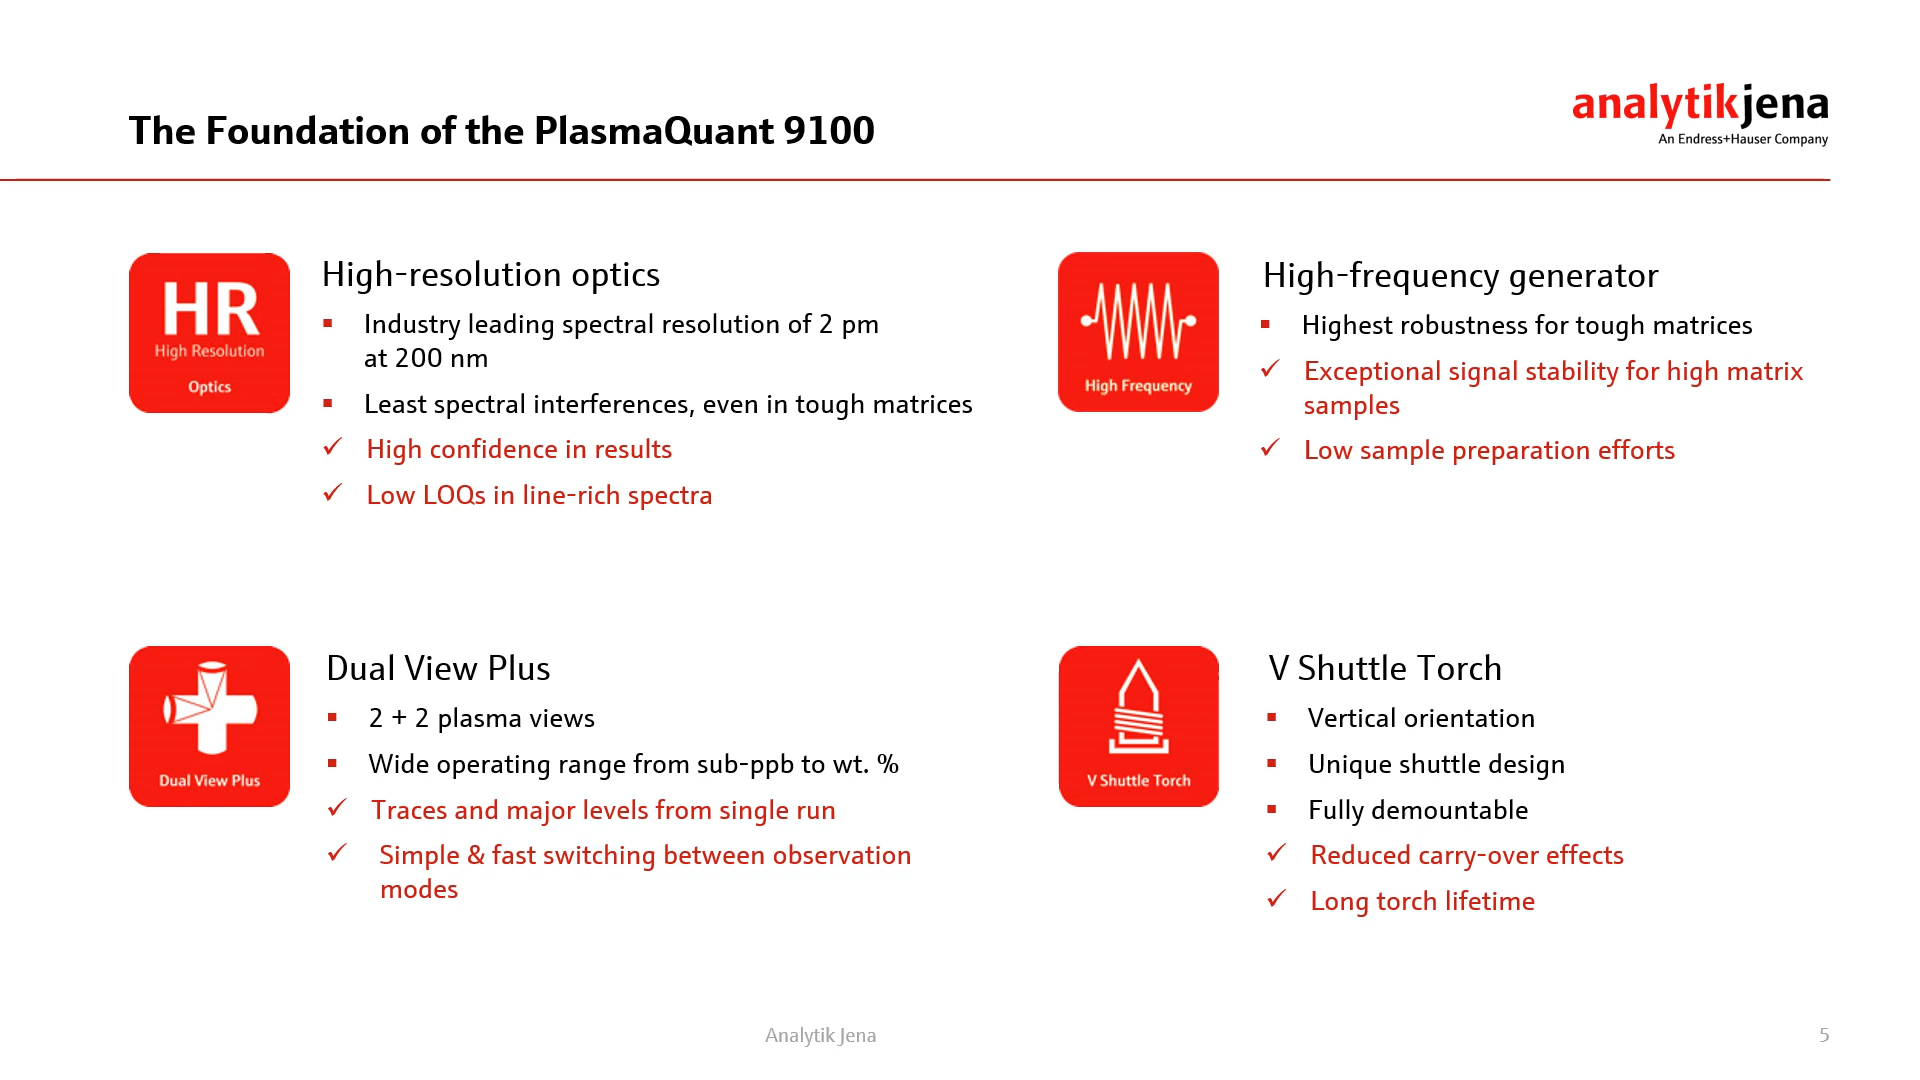 The Foundation of the PlasmaQuant 9100
analytikjena
An Endress+Hauser Company
HR
High Resolution
Optics
High-resolution optics
▪ Industry leading spectral resolution of 2 pm
at 200 nm
▪ Least spectral interferences, even in tough matrices
✓ High confidence in results
✓ Low LOQs in line-rich spectra
High Frequency
High-frequency generator
▪ Highest robustness for tough matrices
✓ Exceptional signal stability for high matrix
samples
✓ Low sample preparation efforts
Dual View Plus
Dual View Plus
▪ 2 + 2 plasma views
▪ Wide operating range from sub-ppb to wt. %
✓ Traces and major levels from single run
✓ Simple & fast switching between observation
modes
V Shuttle Torch
V Shuttle Torch
▪ Vertical orientation
▪ Unique shuttle design
▪ Fully demountable
✓ Reduced carry-over effects
✓ Long torch lifetime
Analytik Jena
5